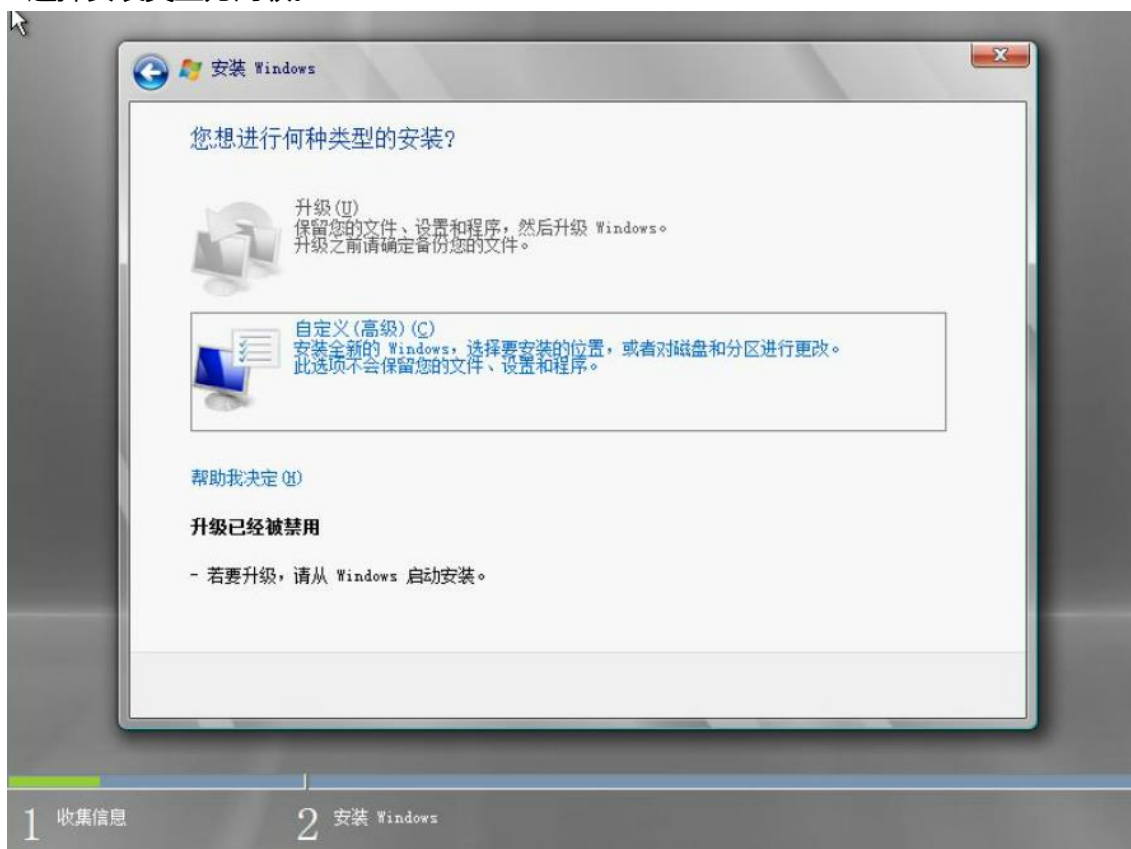 安装 Windows
您想进行何种类型的安装?
升级(U)
保留您的文件、设置和程序，然后升级 Windows。
升级之前请确定备份您的文件。
自定义(高级)(C)
安装全新的 Windows，选择要安装的位置，或者对磁盘和分区进行更改。
此选项不会保留您的文件、设置和程序。
帮助我决定(H)
升级已经被禁用
- 若要升级，请从 Windows 启动安装。
1 收集信息
2 安装 Windows